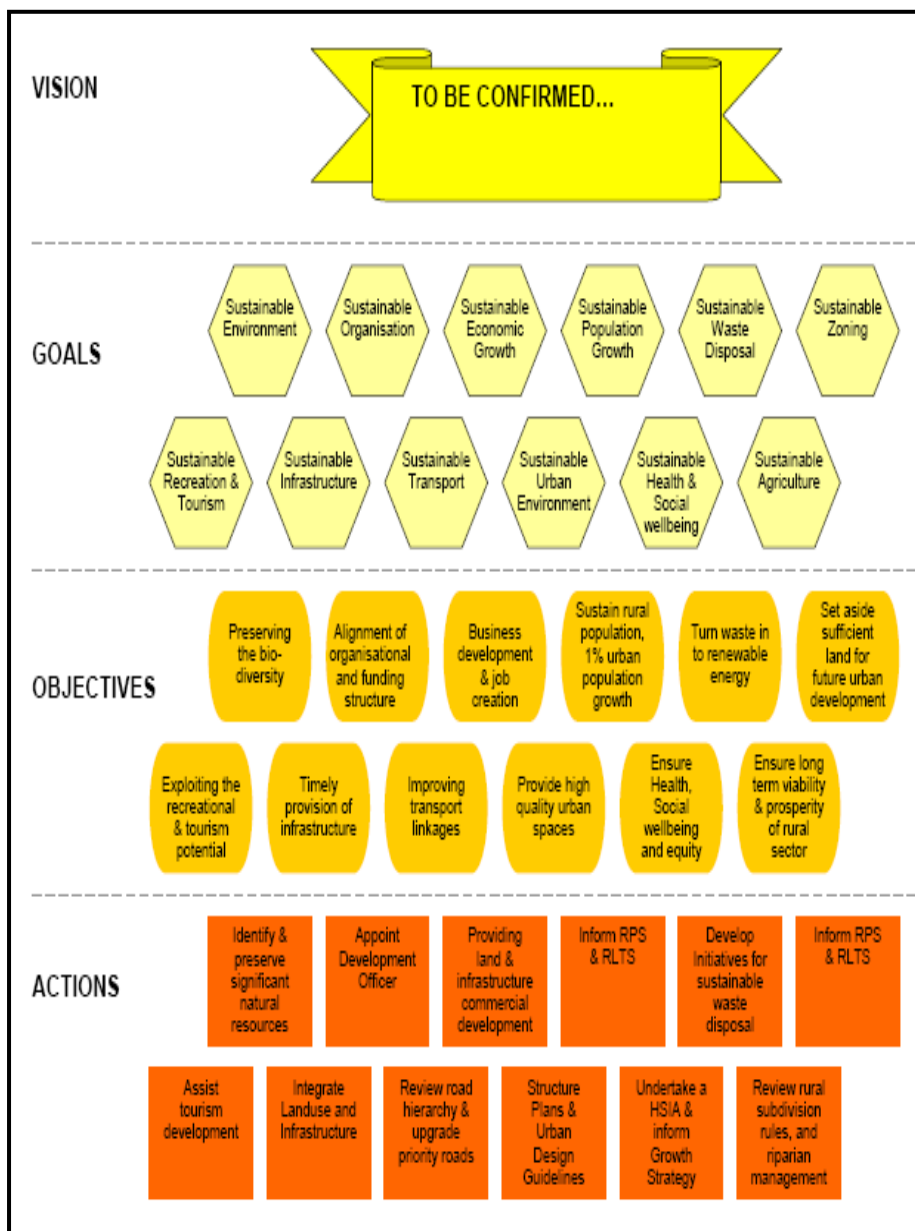 VISION
TO BE CONFIRMED...
GOALS
Sustainable
Environment
Sustainable
Organisation
Sustainable
Economic
Growth
Sustainable
Population
Growth
Sustainable
Waste
Disposal
Sustainable
Zoning
Sustainable
Recreation &
Tourism
Sustainable
Infrastructure
Sustainable
Transport
Sustainable
Urban
Environment
Sustainable
Health &
Social
wellbeing
Sustainable
Agriculture
OBJECTIVES
Preserving
the bio-
diversity
Alignment of
organisational
and funding
structure
Business
development
& job
creation
Sustain rural
population,
1% urban
population
growth
Turn waste in
to renewable
energy
Set aside
sufficient
land for
future urban
development
Exploiting the
recreational
& tourism
potential
Timely
provision of
infrastructure
Improving
transport
linkages
Provide high
quality urban
spaces
Ensure
Health,
Social
wellbeing
and equity
Ensure long
term viability
& prosperity
of rural
sector
ACTIONS
Identify &
preserve
significant
natural
resources
Appoint
Development
Officer
Providing
land &
infrastructure
commercial
development
Inform RPS
& RLTS
Develop
Initiatives for
sustainable
waste
disposal
Inform RPS
& RLTS
Assist
tourism
development
Integrate
Landuse and
Infrastructure
Review road
hierarchy &
upgrade
priority roads
Structure
Plans &
Urban
Design
Guidelines
Undertake a
HSIA &
inform
Growth
Strategy
Review rural
subdivision
rules, and
riparian
management